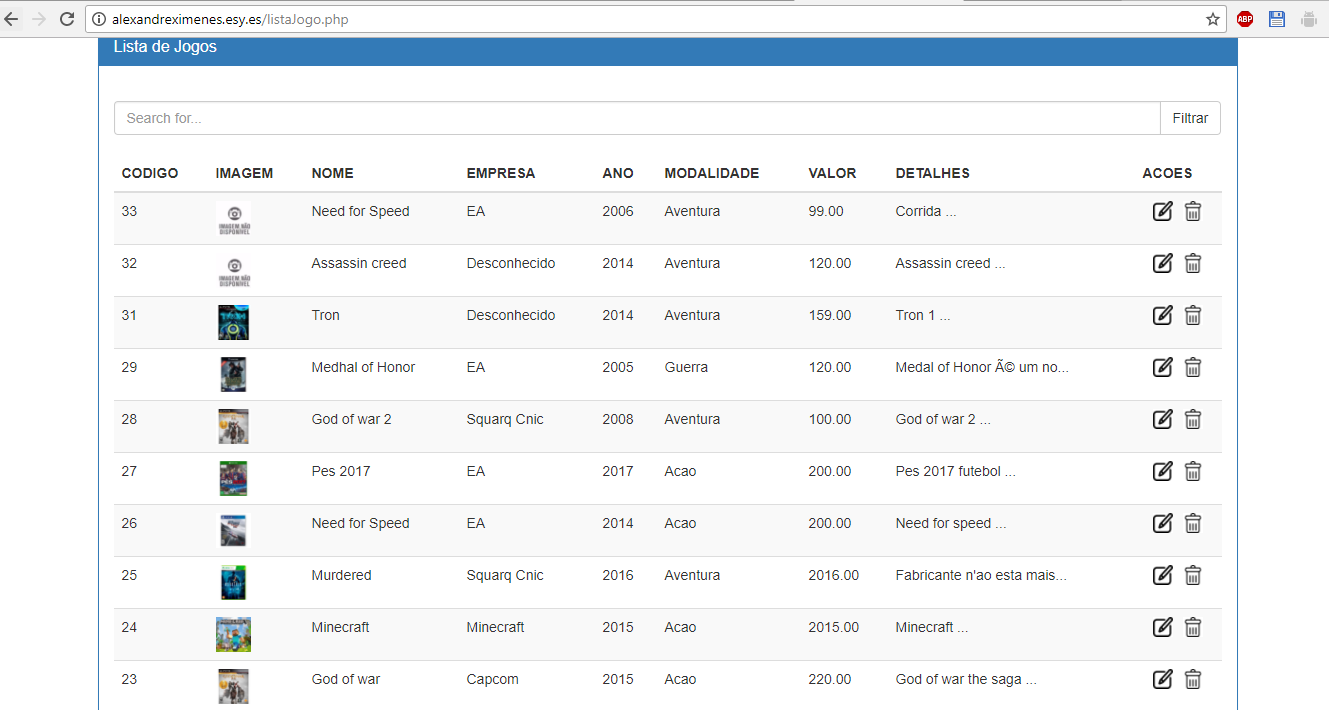 alexandreximenes.esy.es/listaJogo.php
ABP
Lista de Jogos
Search for...
Filtrar
CODIGO IMAGEM NOME EMPRESA ANO MODALIDADE VALOR DETALHES ACOES
33 IMAGEM NÃO DISPONÍVEL Need for Speed EA 2006 Aventura 99.00 Corrida ...
32 IMAGEM NÃO DISPONÍVEL Assassin creed Desconhecido 2014 Aventura 120.00 Assassin creed ...
31 Tron Desconhecido 2014 Aventura 159.00 Tron 1 ...
29 Medhal of Honor EA 2005 Guerra 120.00 Medal of Honor Ã© um no...
28 God of war 2 Squarq Cnic 2008 Aventura 100.00 God of war 2 ...
27 Pes 2017 EA 2017 Acao 200.00 Pes 2017 futebol ...
26 Need for Speed EA 2014 Acao 200.00 Need for speed ...
25 Murdered Squarq Cnic 2016 Aventura 2016.00 Fabricante n'ao esta mais...
24 Minecraft Minecraft 2015 Acao 2015.00 Minecraft ...
23 God of war Capcom 2015 Acao 220.00 God of war the saga ...